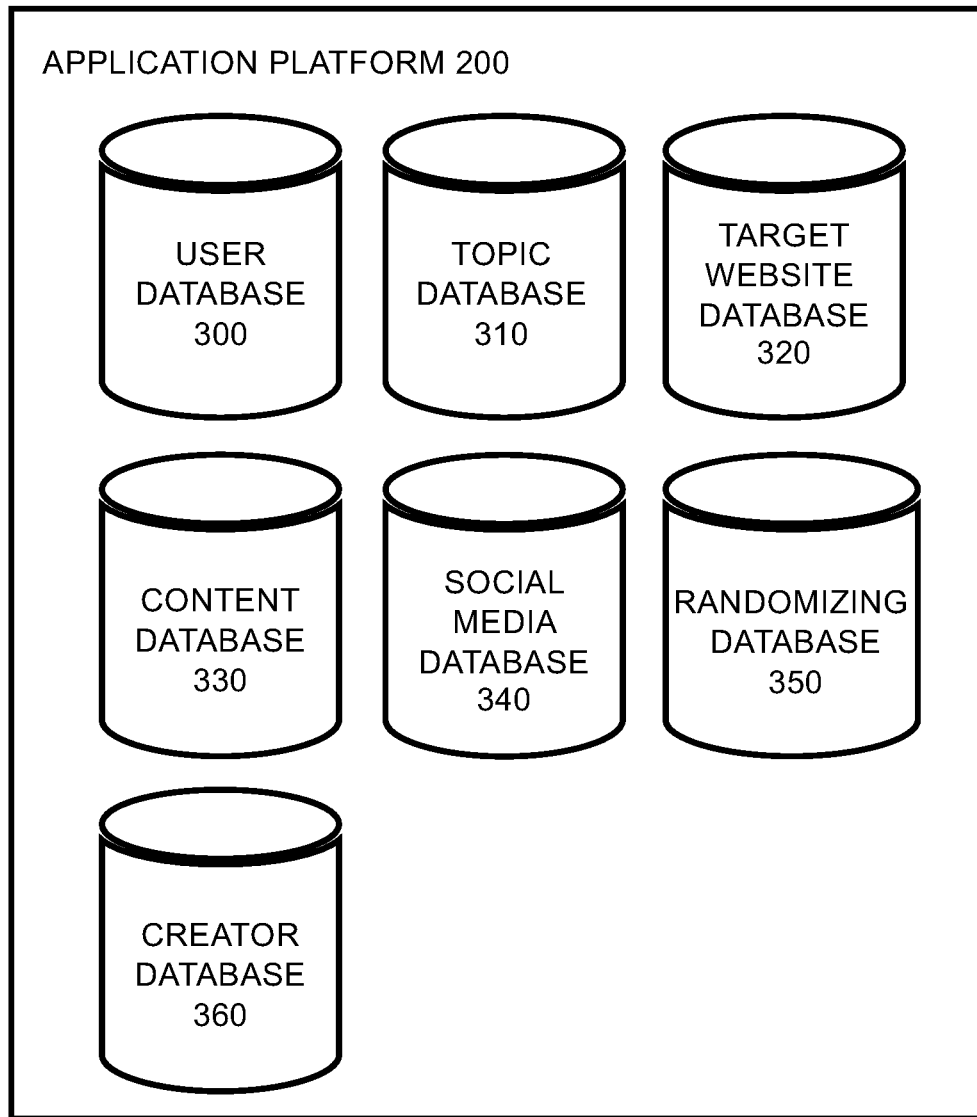 APPLICATION PLATFORM 200
USER
DATABASE
300
TOPIC
DATABASE
310
TARGET
WEBSITE
DATABASE
320
CONTENT
DATABASE
330
SOCIAL
MEDIA
DATABASE
340
RANDOMIZING
DATABASE
350
CREATOR
DATABASE
360